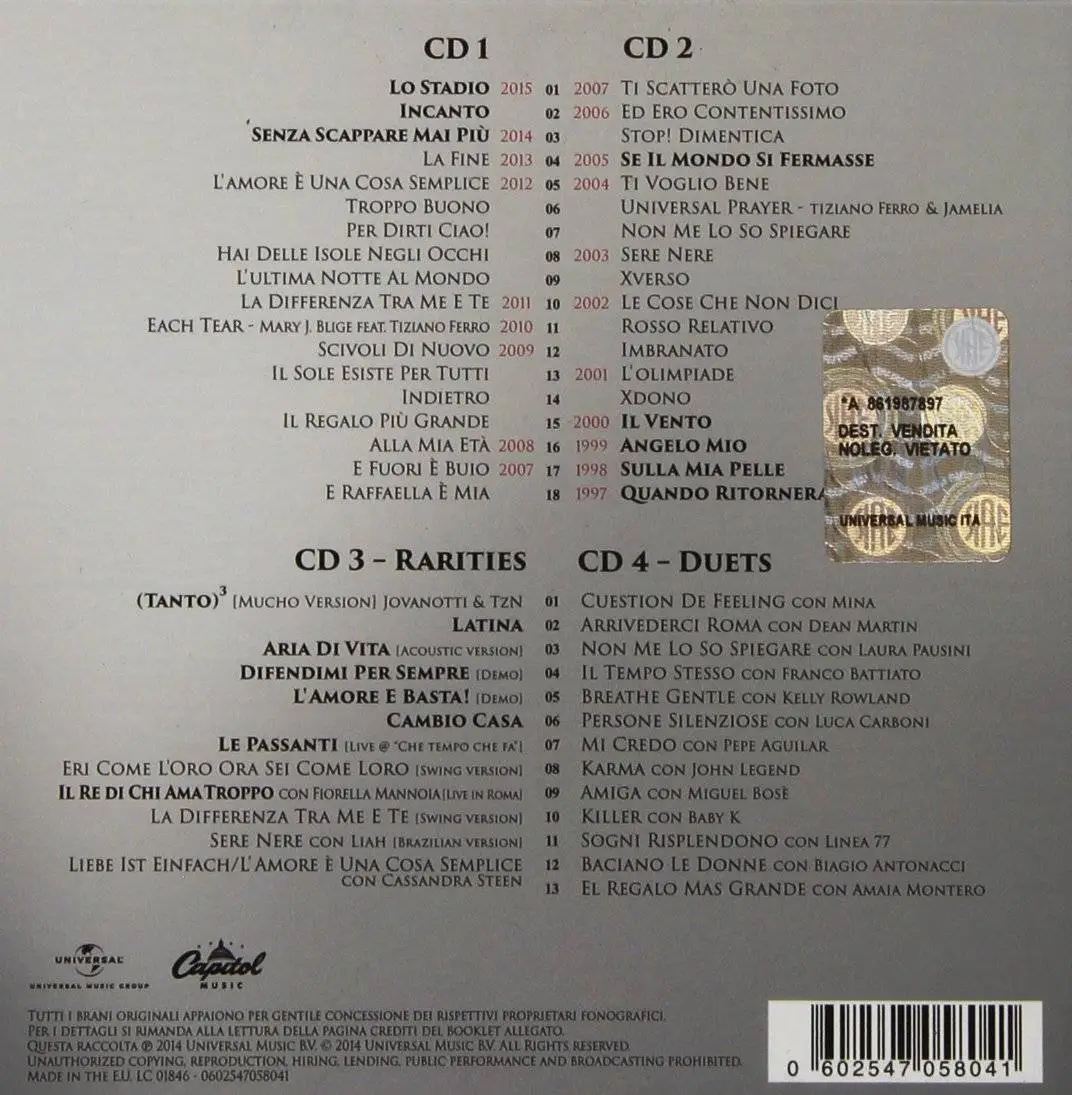 CD 1
LO STADIO 2015 01
INCANTO 02
'SENZA SCAPPARE MAI PIÙ 2014 03
LA FINE 2013 04
L'AMORE È UNA COSA SEMPLICE 2012 05
TROPPO BUONO 06
PER DIRTI CIAO! 07
HAI DELLE ISOLE NEGLI OCCHI 08
L'ULTIMA NOTTE AL MONDO 09
LA DIFFERENZA TRA ME E TE 2011 10
EACH TEAR - MARY J. BLIGE FEAT. TIZIANO FERRO 2010 11
SCIVOLI DI NUOVO 2009 12
IL SOLE ESISTE PER TUTTI 13
INDIETRO 14
IL REGALO PIÙ GRANDE 15
ALLA MIA ETÀ 2008 16
E FUORI È BUIO 2007 17
E RAFFAELLA È MIA 18
CD 2
2007 TI SCATTERÒ UNA FOTO
2006 ED ERO CONTENTISSIMO
STOP! DIMENTICA
2005 SE IL MONDO SI FERMASSE
2004 TI VOGLIO BENE
UNIVERSAL PRAYER - TIZIANO FERRO & JAMELIA
NON ME LO SO SPIEGARE
2003 SERE NERE
XVERSO
2002 LE COSE CHE NON DICI
ROSSO RELATIVO
IMBRANATO
2001 L'OLIMPIADE
XDONO
2000 IL VENTO
1999 ANGELO MIO
1998 SULLA MIA PELLE
1997 QUANDO RITORNERA
*A 861987897
DEST. VENDITA
NOLEG. VIETATO
UNIVERSAL MUSIC ITA
CD 3 – RARITIES
(TANTO)³ [MUCHO VERSION] JOVANOTTI & TZN 01
LATINA 02
ARIA DI VITA [ACOUSTIC VERSION] 03
DIFENDIMI PER SEMPRE [DEMO] 04
L'AMORE E BASTA! [DEMO] 05
CAMBIO CASA 06
LE PASSANTI [LIVE @ "CHE TEMPO CHE FA"] 07
ERI COME L'ORO ORA SEI COME LORO [SWING VERSION] 08
IL RE DI CHI AMA TROPPO CON FIORELLA MANNOIA [LIVE IN ROMA] 09
LA DIFFERENZA TRA ME E TE [SWING VERSION] 10
SERE NERE CON LIAH [BRAZILIAN VERSION] 11
LIEBE IST EINFACH/L'AMORE È UNA COSA SEMPLICE 12
CON CASSANDRA STEEN
13
CD 4 – DUETS
CUESTION DE FEELING CON MINA
ARRIVEDERCI ROMA CON DEAN MARTIN
NON ME LO SO SPIEGARE CON LAURA PAUSINI
IL TEMPO STESSO CON FRANCO BATTIATO
BREATHE GENTLE CON KELLY ROWLAND
PERSONE SILENZIOSE CON LUCA CARBONI
MI CREDO CON PEPE AGUILAR
KARMA CON JOHN LEGEND
AMIGA CON MIGUEL BOSÈ
KILLER CON BABY K
SOGNI RISPLENDONO CON LINEA 77
BACIANO LE DONNE CON BIAGIO ANTONACCI
EL REGALO MAS GRANDE CON AMAIA MONTERO
UNIVERSAL
UNIVERSAL MUSIC GROUP
Capitol
MUSIC
TUTTI I BRANI ORIGINALI APPAIONO PER GENTILE CONCESSIONE DEI RISPETTIVI PROPRIETARI FONOGRAFICI.
PER I DETTAGLI SI RIMANDA ALLA LETTURA DELLA PAGINA CREDITI DEL BOOKLET ALLEGATO.
QUESTA RACCOLTA ℗ 2014 UNIVERSAL MUSIC B.V. © 2014 UNIVERSAL MUSIC B.V. ALL RIGHTS RESERVED.
UNAUTHORIZED COPYING, REPRODUCTION, HIRING, LENDING, PUBLIC PERFORMANCE AND BROADCASTING PROHIBITED.
MADE IN THE E.U. LC 01846 - 0602547058041
0 602547 058041